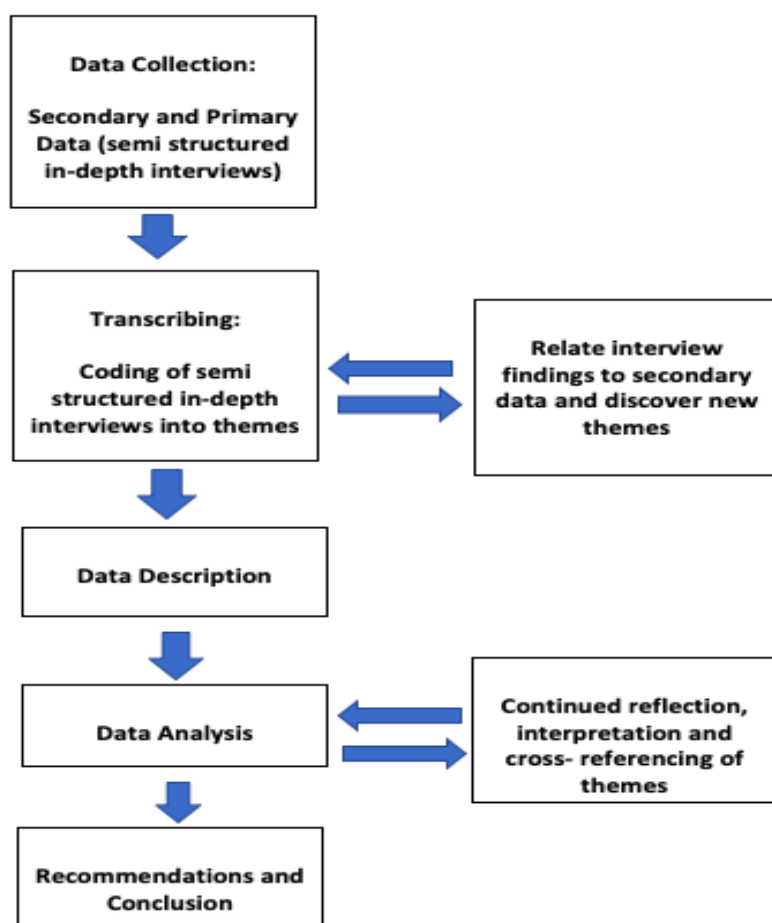 Data Collection:
Secondary and Primary
Data (semi structured
in-depth interviews)
Transcribing:
Coding of semi
structured in-depth
interviews into themes
Relate interview
findings to secondary
data and discover new
themes
Data Description
Data Analysis
Continued reflection,
interpretation and
cross- referencing of
themes
Recommendations and
Conclusion